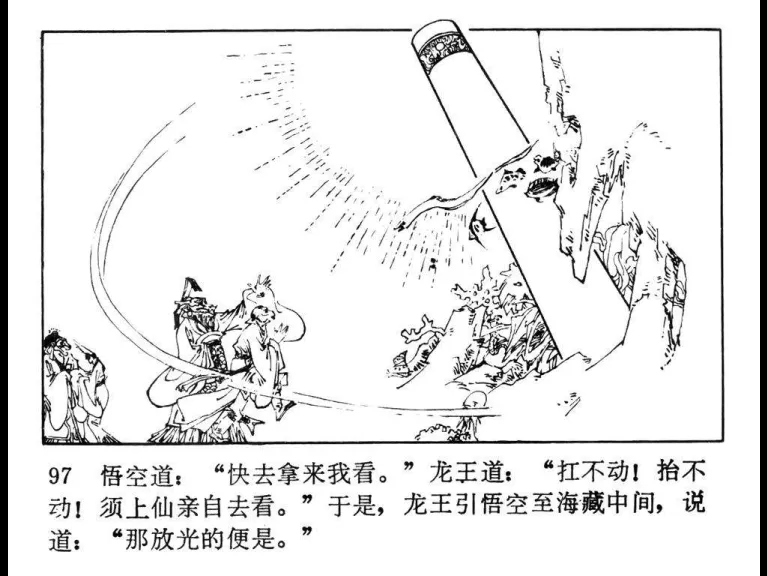 97 悟空道：“快去拿来我看。”龙王道：“扛不动！抬不
动！须上仙亲自去看。”于是，龙王引悟空至海藏中间，说
道：“那放光的便是。”